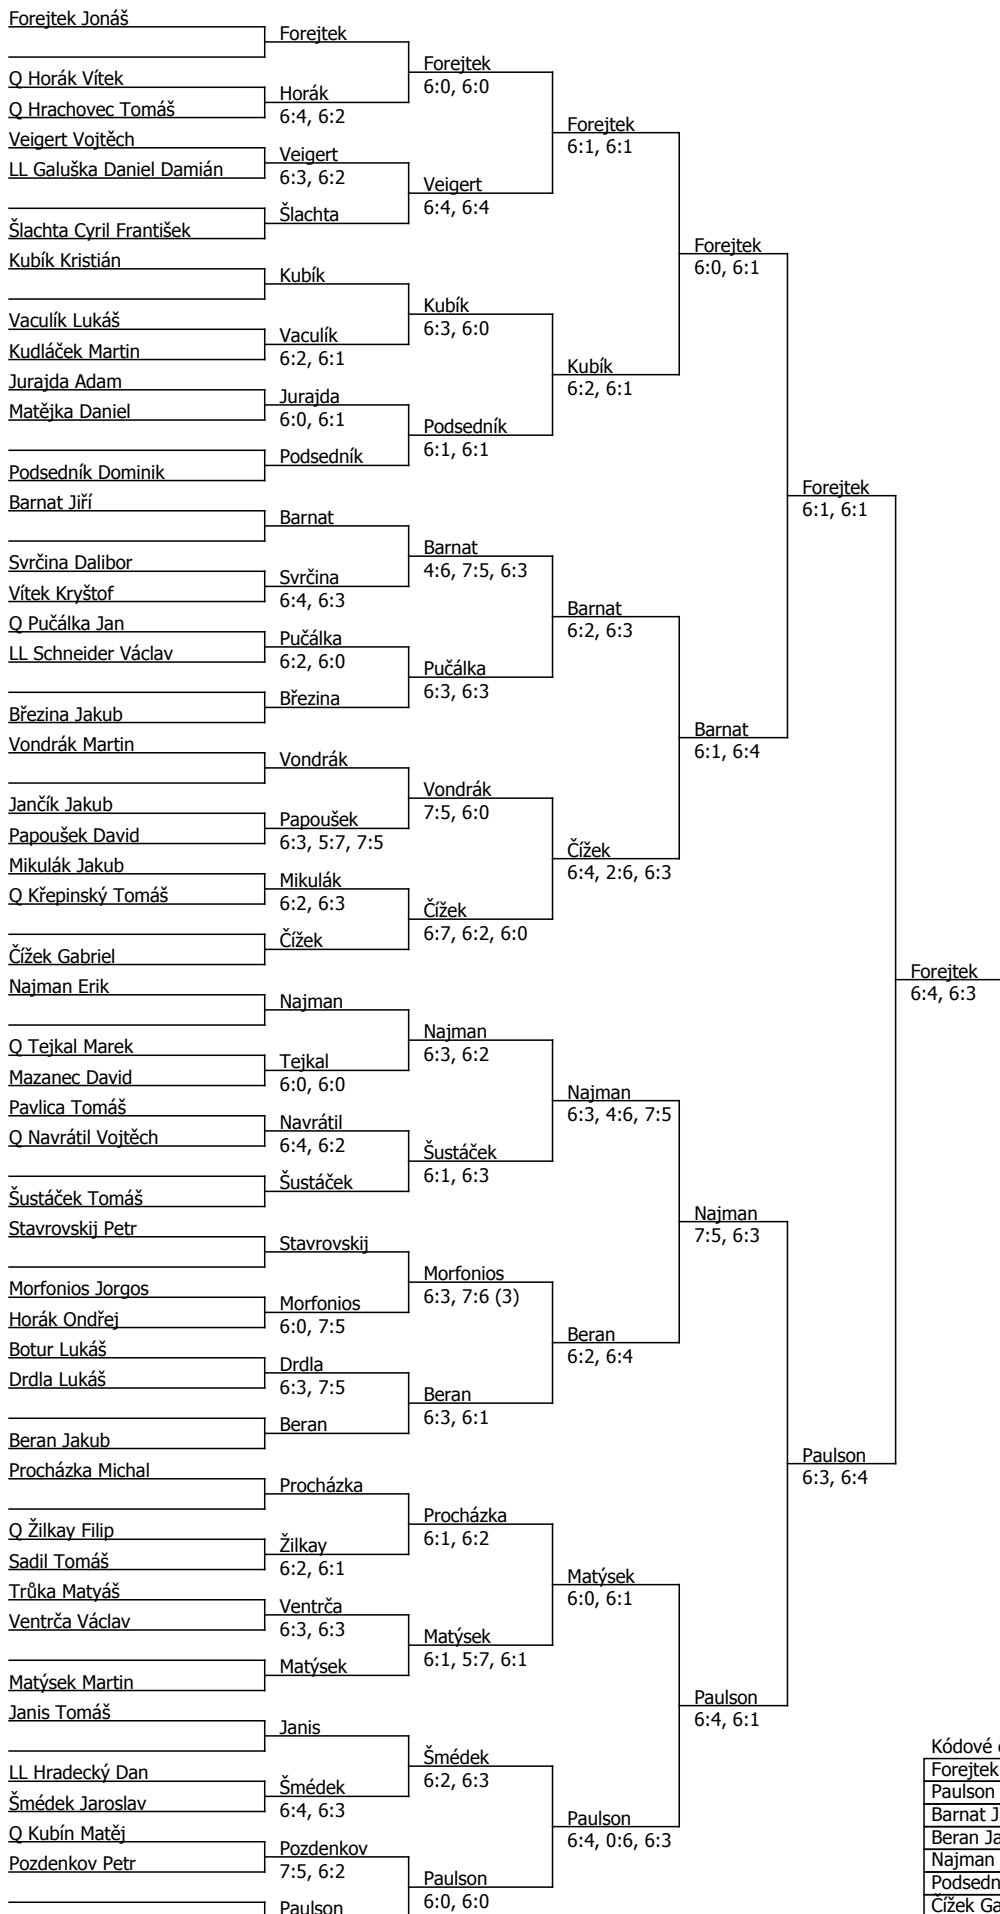 Forejtek Jonáš
Q Horák Vítek
Q Hrachovec Tomáš
Veigert Vojtěch
LL Galuška Daniel Damián
Šlachta Cyril František
Kubík Kristián
Vaculík Lukáš
Kudláček Martin
Jurajda Adam
Matějka Daniel
Podsedník Dominik
Barnat Jiří
Svrčina Dalibor
Vítek Kryštof
Q Pučálka Jan
LL Schneider Václav
Březina Jakub
Vondrák Martin
Jančík Jakub
Papoušek David
Mikulák Jakub
Q Křepinský Tomáš
Čížek Gabriel
Najman Erik
Q Tejkal Marek
Mazanec David
Pavlica Tomáš
Q Navrátil Vojtěch
Šustáček Tomáš
Stavrovskij Petr
Morfonios Jorgos
Horák Ondřej
Botur Lukáš
Drdla Lukáš
Beran Jakub
Procházka Michal
Q Žilkay Filip
Sadil Tomáš
Trůka Matyáš
Ventrča Václav
Matýsek Martin
Janis Tomáš
LL Hradecký Dan
Šmédek Jaroslav
Q Kubín Matěj
Pozdenkov Petr
Forejtek
Horák
6:4, 6:2
Veigert
6:3, 6:2
Šlachta
Kubík
Vaculík
6:2, 6:1
Jurajda
6:0, 6:1
Podsedník
Barnat
Svrčina
6:4, 6:3
Pučálka
6:2, 6:0
Březina
Vondrák
Papoušek
6:3, 5:7, 7:5
Mikulák
6:2, 6:3
Čížek
Najman
Tejkal
6:0, 6:0
Navrátil
6:4, 6:2
Šustáček
Stavrovskij
Morfonios
6:0, 7:5
Drdla
6:3, 7:5
Beran
Procházka
Žilkay
6:2, 6:1
Ventrča
6:3, 6:3
Matýsek
Janis
Šmédek
6:4, 6:3
Pozdenkov
7:5, 6:2
Paulson
Forejtek
6:0, 6:0
Veigert
6:4, 6:4
Kubík
6:3, 6:0
Podsedník
6:1, 6:1
Barnat
4:6, 7:5, 6:3
Pučálka
6:3, 6:3
Vondrák
7:5, 6:0
Čížek
6:7, 6:2, 6:0
Najman
6:3, 6:2
Šustáček
6:1, 6:3
Morfonios
6:3, 7:6 (3)
Beran
6:3, 6:1
Procházka
6:1, 6:2
Matýsek
6:1, 5:7, 6:1
Šmédek
6:2, 6:3
Paulson
6:0, 6:0
Forejtek
6:1, 6:1
Kubík
6:2, 6:1
Barnat
6:2, 6:3
Čížek
6:4, 2:6, 6:3
Najman
6:3, 4:6, 7:5
Beran
6:2, 6:4
Matýsek
6:0, 6:1
Paulson
6:4, 0:6, 6:3
Forejtek
6:0, 6:1
Barnat
6:1, 6:4
Najman
7:5, 6:3
Paulson
6:4, 6:1
Forejtek
6:1, 6:1
Paulson
6:3, 6:4
Forejtek
6:4, 6:3
Kódové
Forejtek
Paulson
Barnat J
Beran Ja
Najman
Podsedn
Čížek Ga